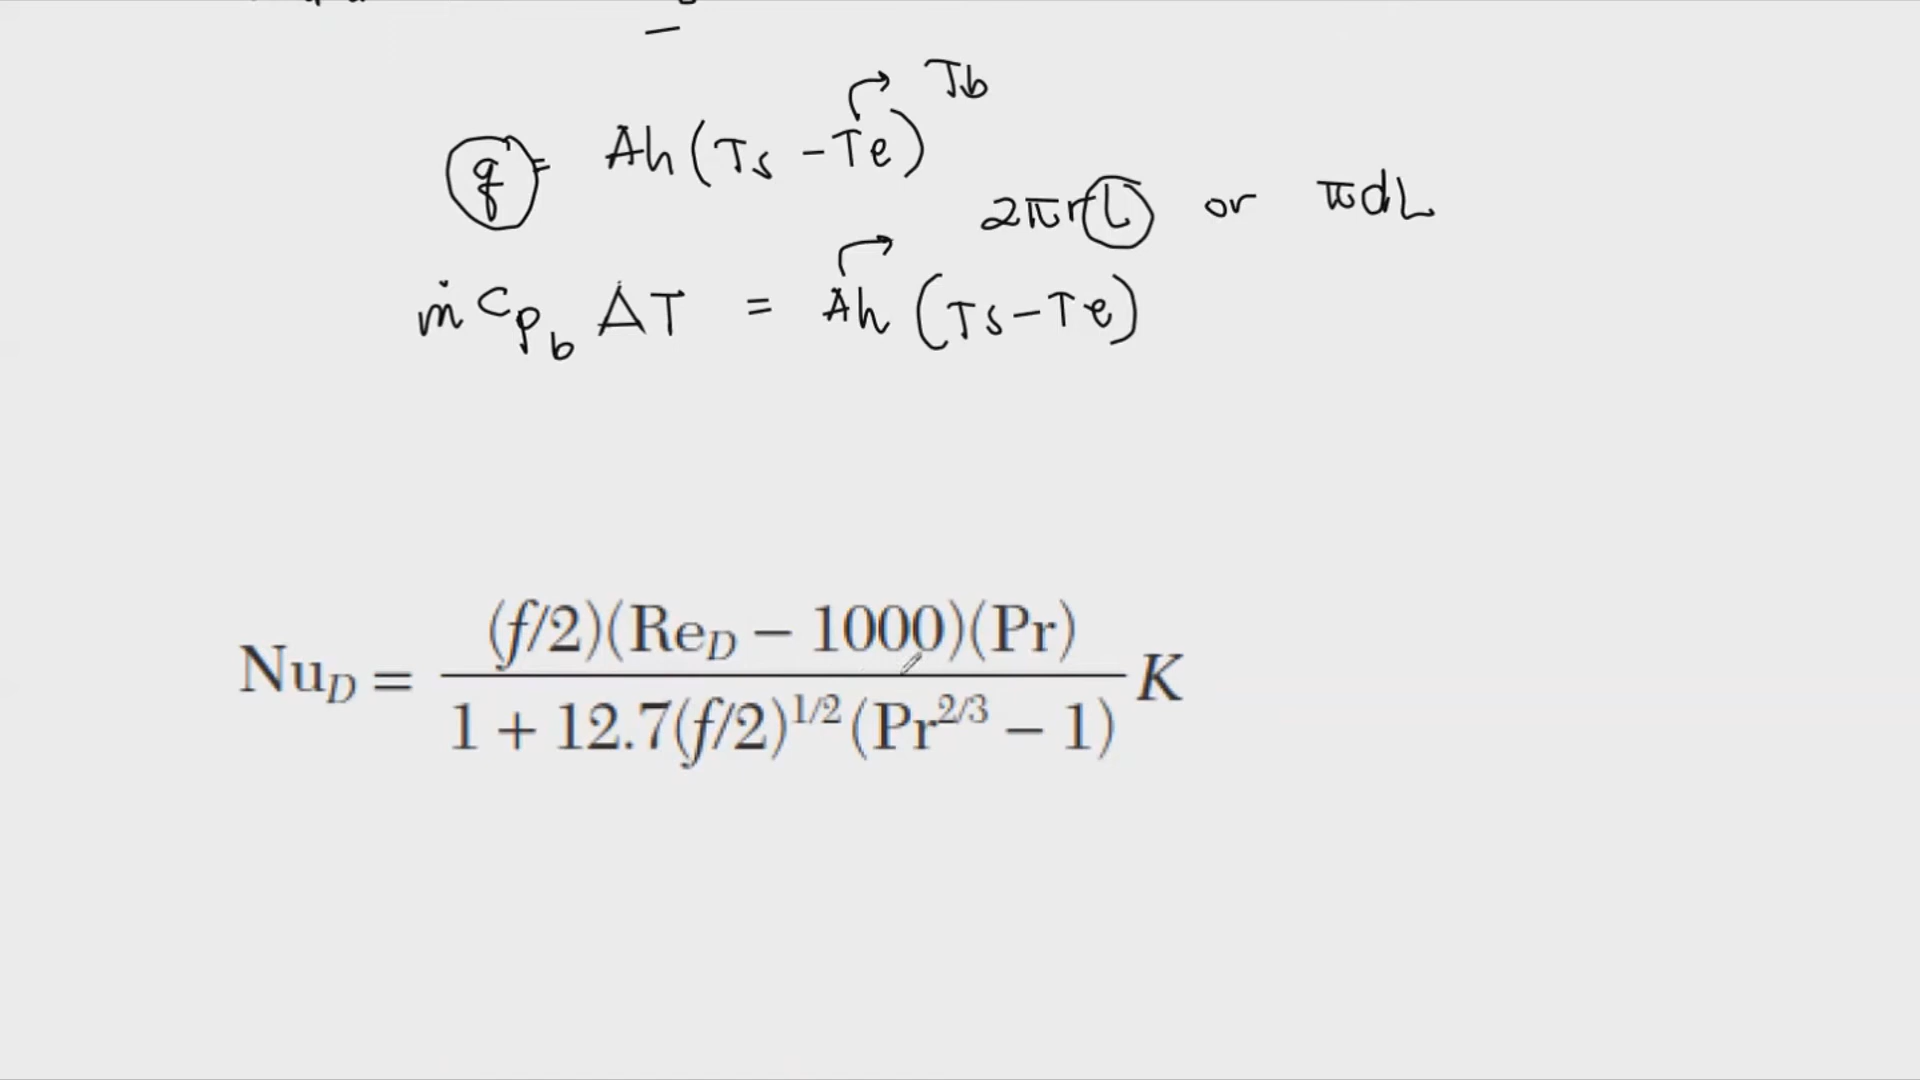 Tb
q = Ah(Ts - Te)
2πrL or πdL
ṁ Cp_b ΔT = Ah (Ts - Te)
Nu_D = (f/2)(Re_D − 1000)(Pr) / 1 + 12.7(f/2)^1/2 (Pr^2/3 − 1) K